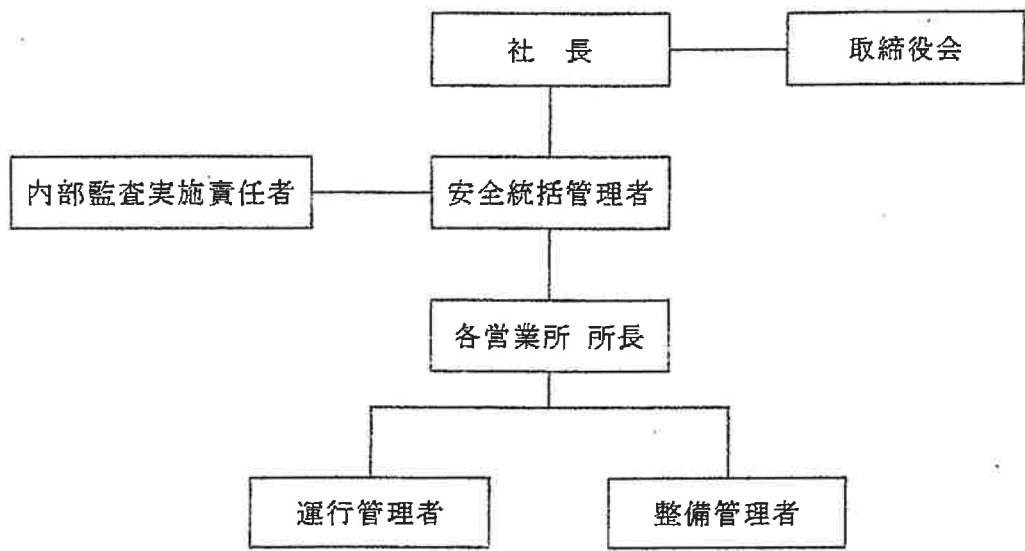 社 長
取締役会
内部監査実施責任者
安全統括管理者
各営業所 所長
運行管理者
整備管理者